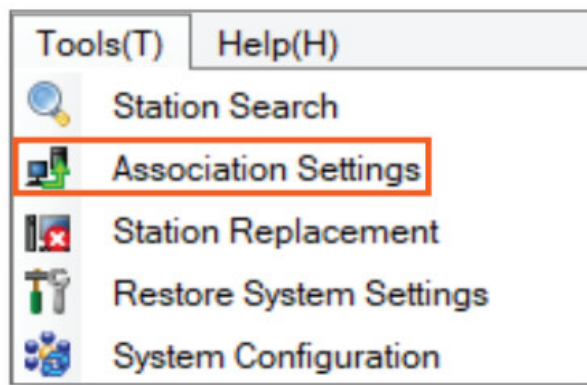 Tools(T) Help(H)
Station Search
Association Settings
Station Replacement
Restore System Settings
System Configuration